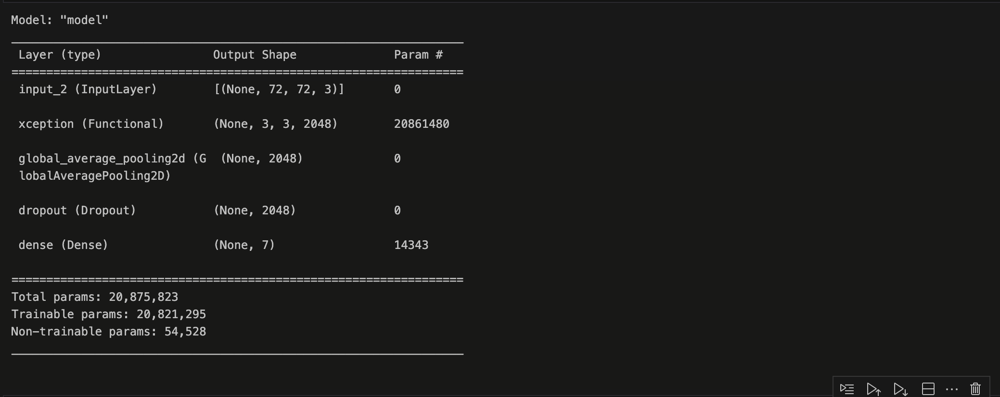 Model: "model"
Layer (type) Output Shape Param #
=================================================================
input_2 (InputLayer) [(None, 72, 72, 3)] 0
xception (Functional) (None, 3, 3, 2048) 20861480
global_average_pooling2d (G (None, 2048) 0
lobalAveragePooling2D)
dropout (Dropout) (None, 2048) 0
dense (Dense) (None, 7) 14343
=================================================================
Total params: 20,875,823
Trainable params: 20,821,295
Non-trainable params: 54,528